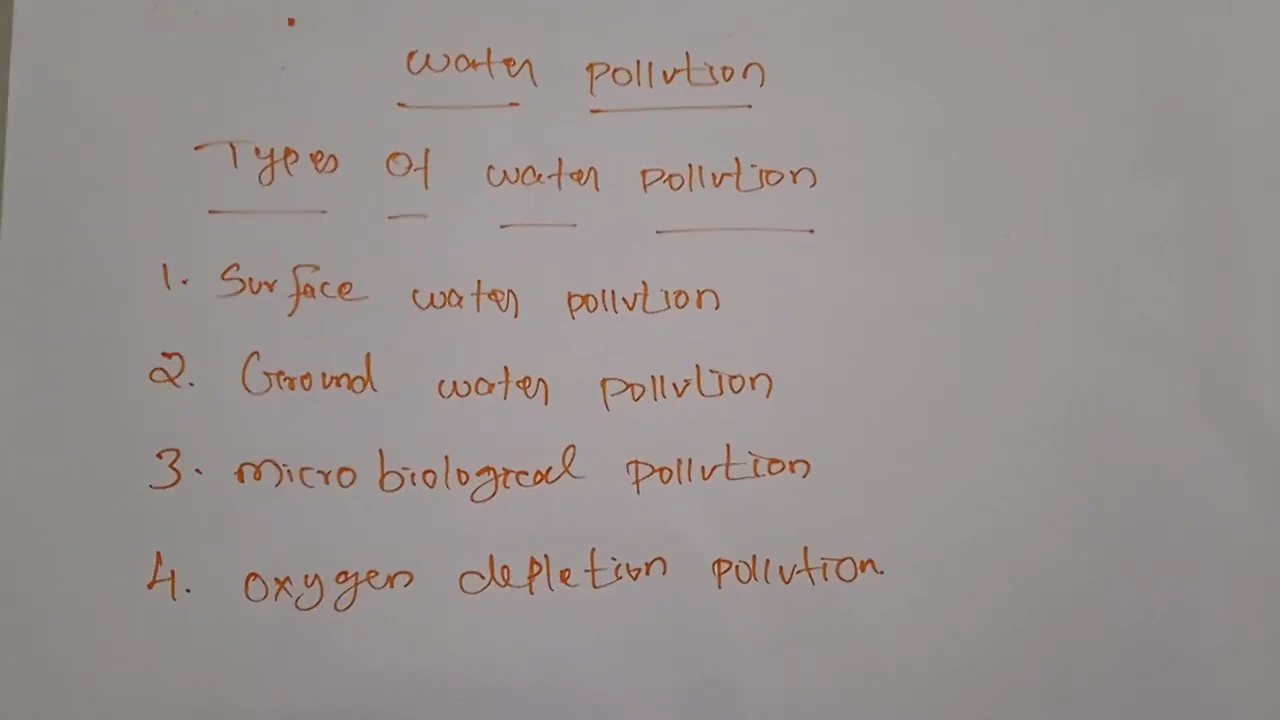 water pollution
Types of water pollution
1. Surface water pollution
2. Ground water pollution
3. micro biological pollution
4. oxygen depletion pollution.